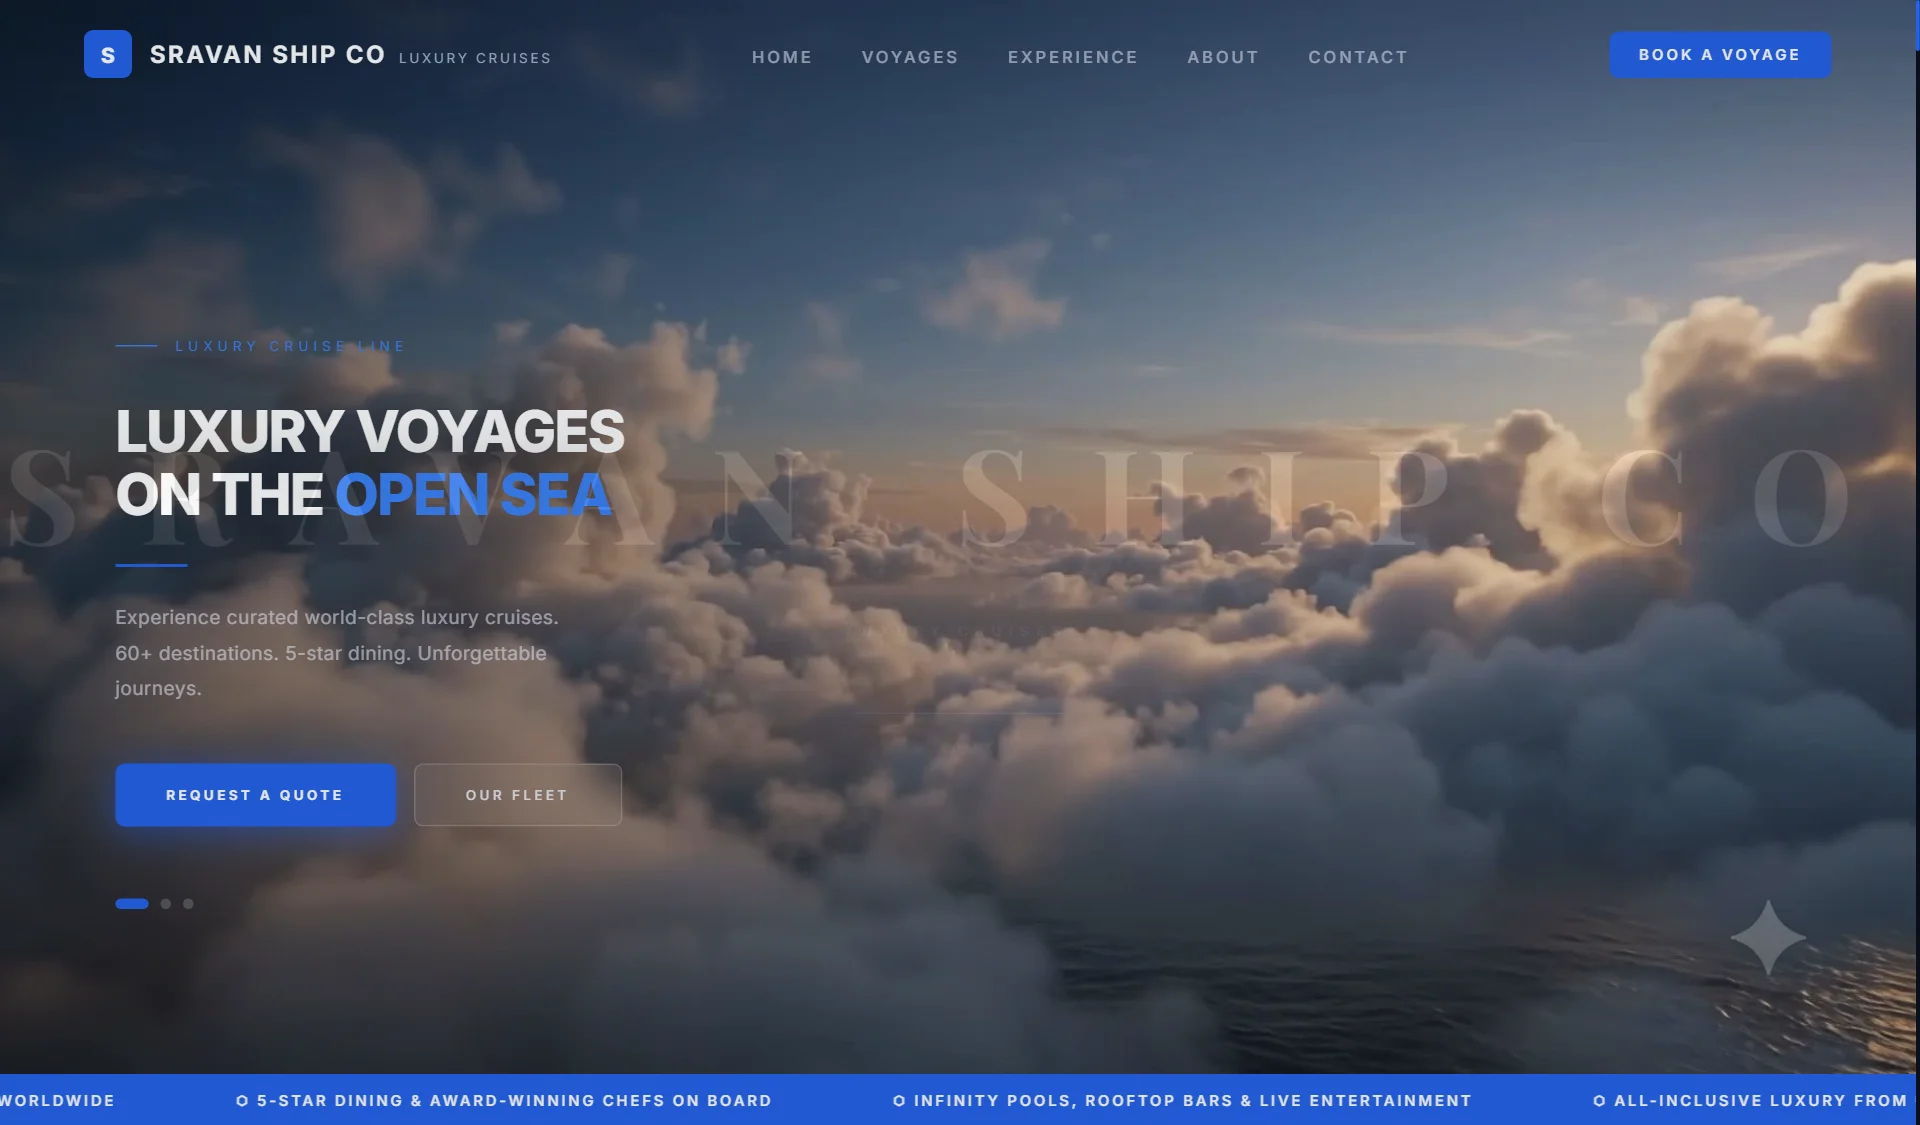 S SRAVAN SHIP CO LUXURY CRUISES
HOME VOYAGES EXPERIENCE ABOUT CONTACT
BOOK A VOYAGE
LUXURY CRUISE LINE
LUXURY VOYAGES
ON THE OPEN SEA
SRAVAN SHIP CO
Experience curated world-class luxury cruises.
60+ destinations. 5-star dining. Unforgettable
journeys.
REQUEST A QUOTE
OUR FLEET
WORLDWIDE
5-STAR DINING & AWARD-WINNING CHEFS ON BOARD
INFINITY POOLS, ROOFTOP BARS & LIVE ENTERTAINMENT
ALL-INCLUSIVE LUXURY FROM